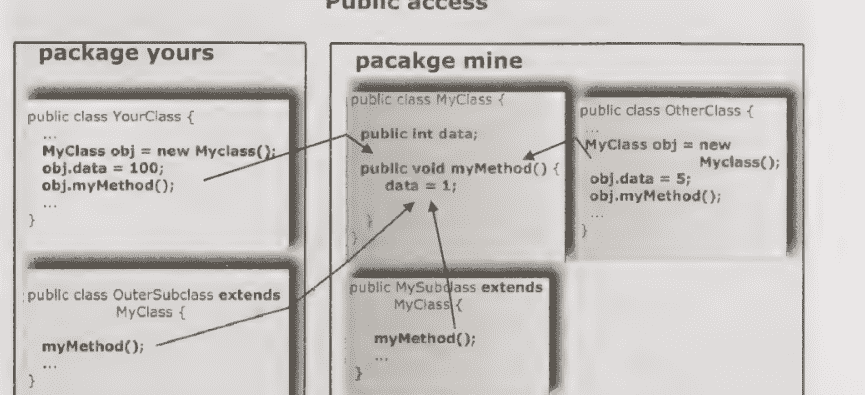 Public access
package yours
public class YourClass {
...
MyClass obj = new Myclass();
obj.data = 100;
obj.myMethod();
...
}
public class OuterSubclass extends
MyClass {
myMethod();
...
}
pacakge mine
public class MyClass {
public int data;
public void myMethod() {
data = 1;
}
}
public class OtherClass {
...
MyClass obj = new
Myclass();
obj.data = 5;
obj.myMethod();
...
}
public class MySubclass extends
MyClass {
myMethod();
...
}